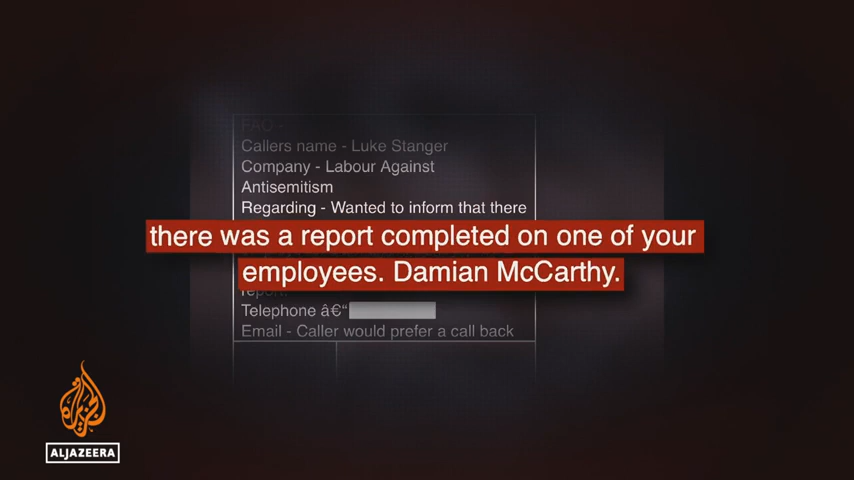 FAO -
Callers name - Luke Stanger
Company - Labour Against
Antisemitism
Regarding - Wanted to inform that there
there was a report completed on one of your
employees. Damian McCarthy.
report.
Telephone â€“
Email - Caller would prefer a call back
ALJAZEERA